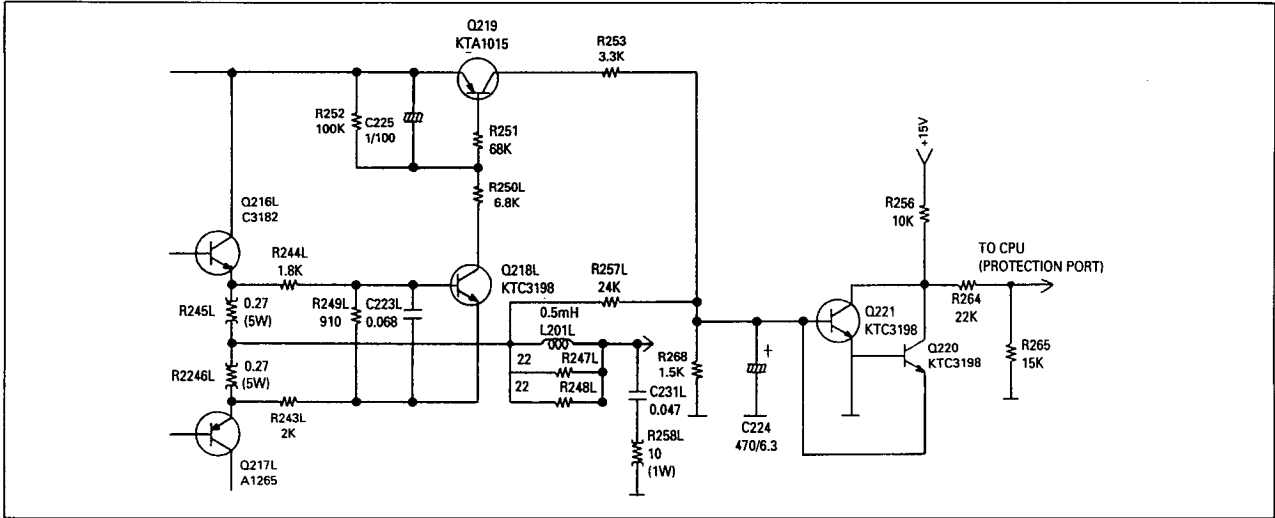 Q219
KTA1015
R253
3.3K
R252
100K
C225
1/100
R251
68K
+15V
R250L
6.8K
Q216L
C3182
R256
10K
R244L
1.8K
Q218L
KTC3198
R257L
24K
TO CPU
(PROTECTION PORT)
R245L
0.27
(5W)
R249L
910
C223L
0.068
0.5mH
L201L
Q221
KTC3198
R264
22K
R2246L
0.27
(5W)
22
R247L
22
R248L
R268
1.5K
+
Q220
KTC3198
R265
15K
R243L
2K
C231L
0.047
C224
470/6.3
R258L
10
(1W)
Q217L
A1265